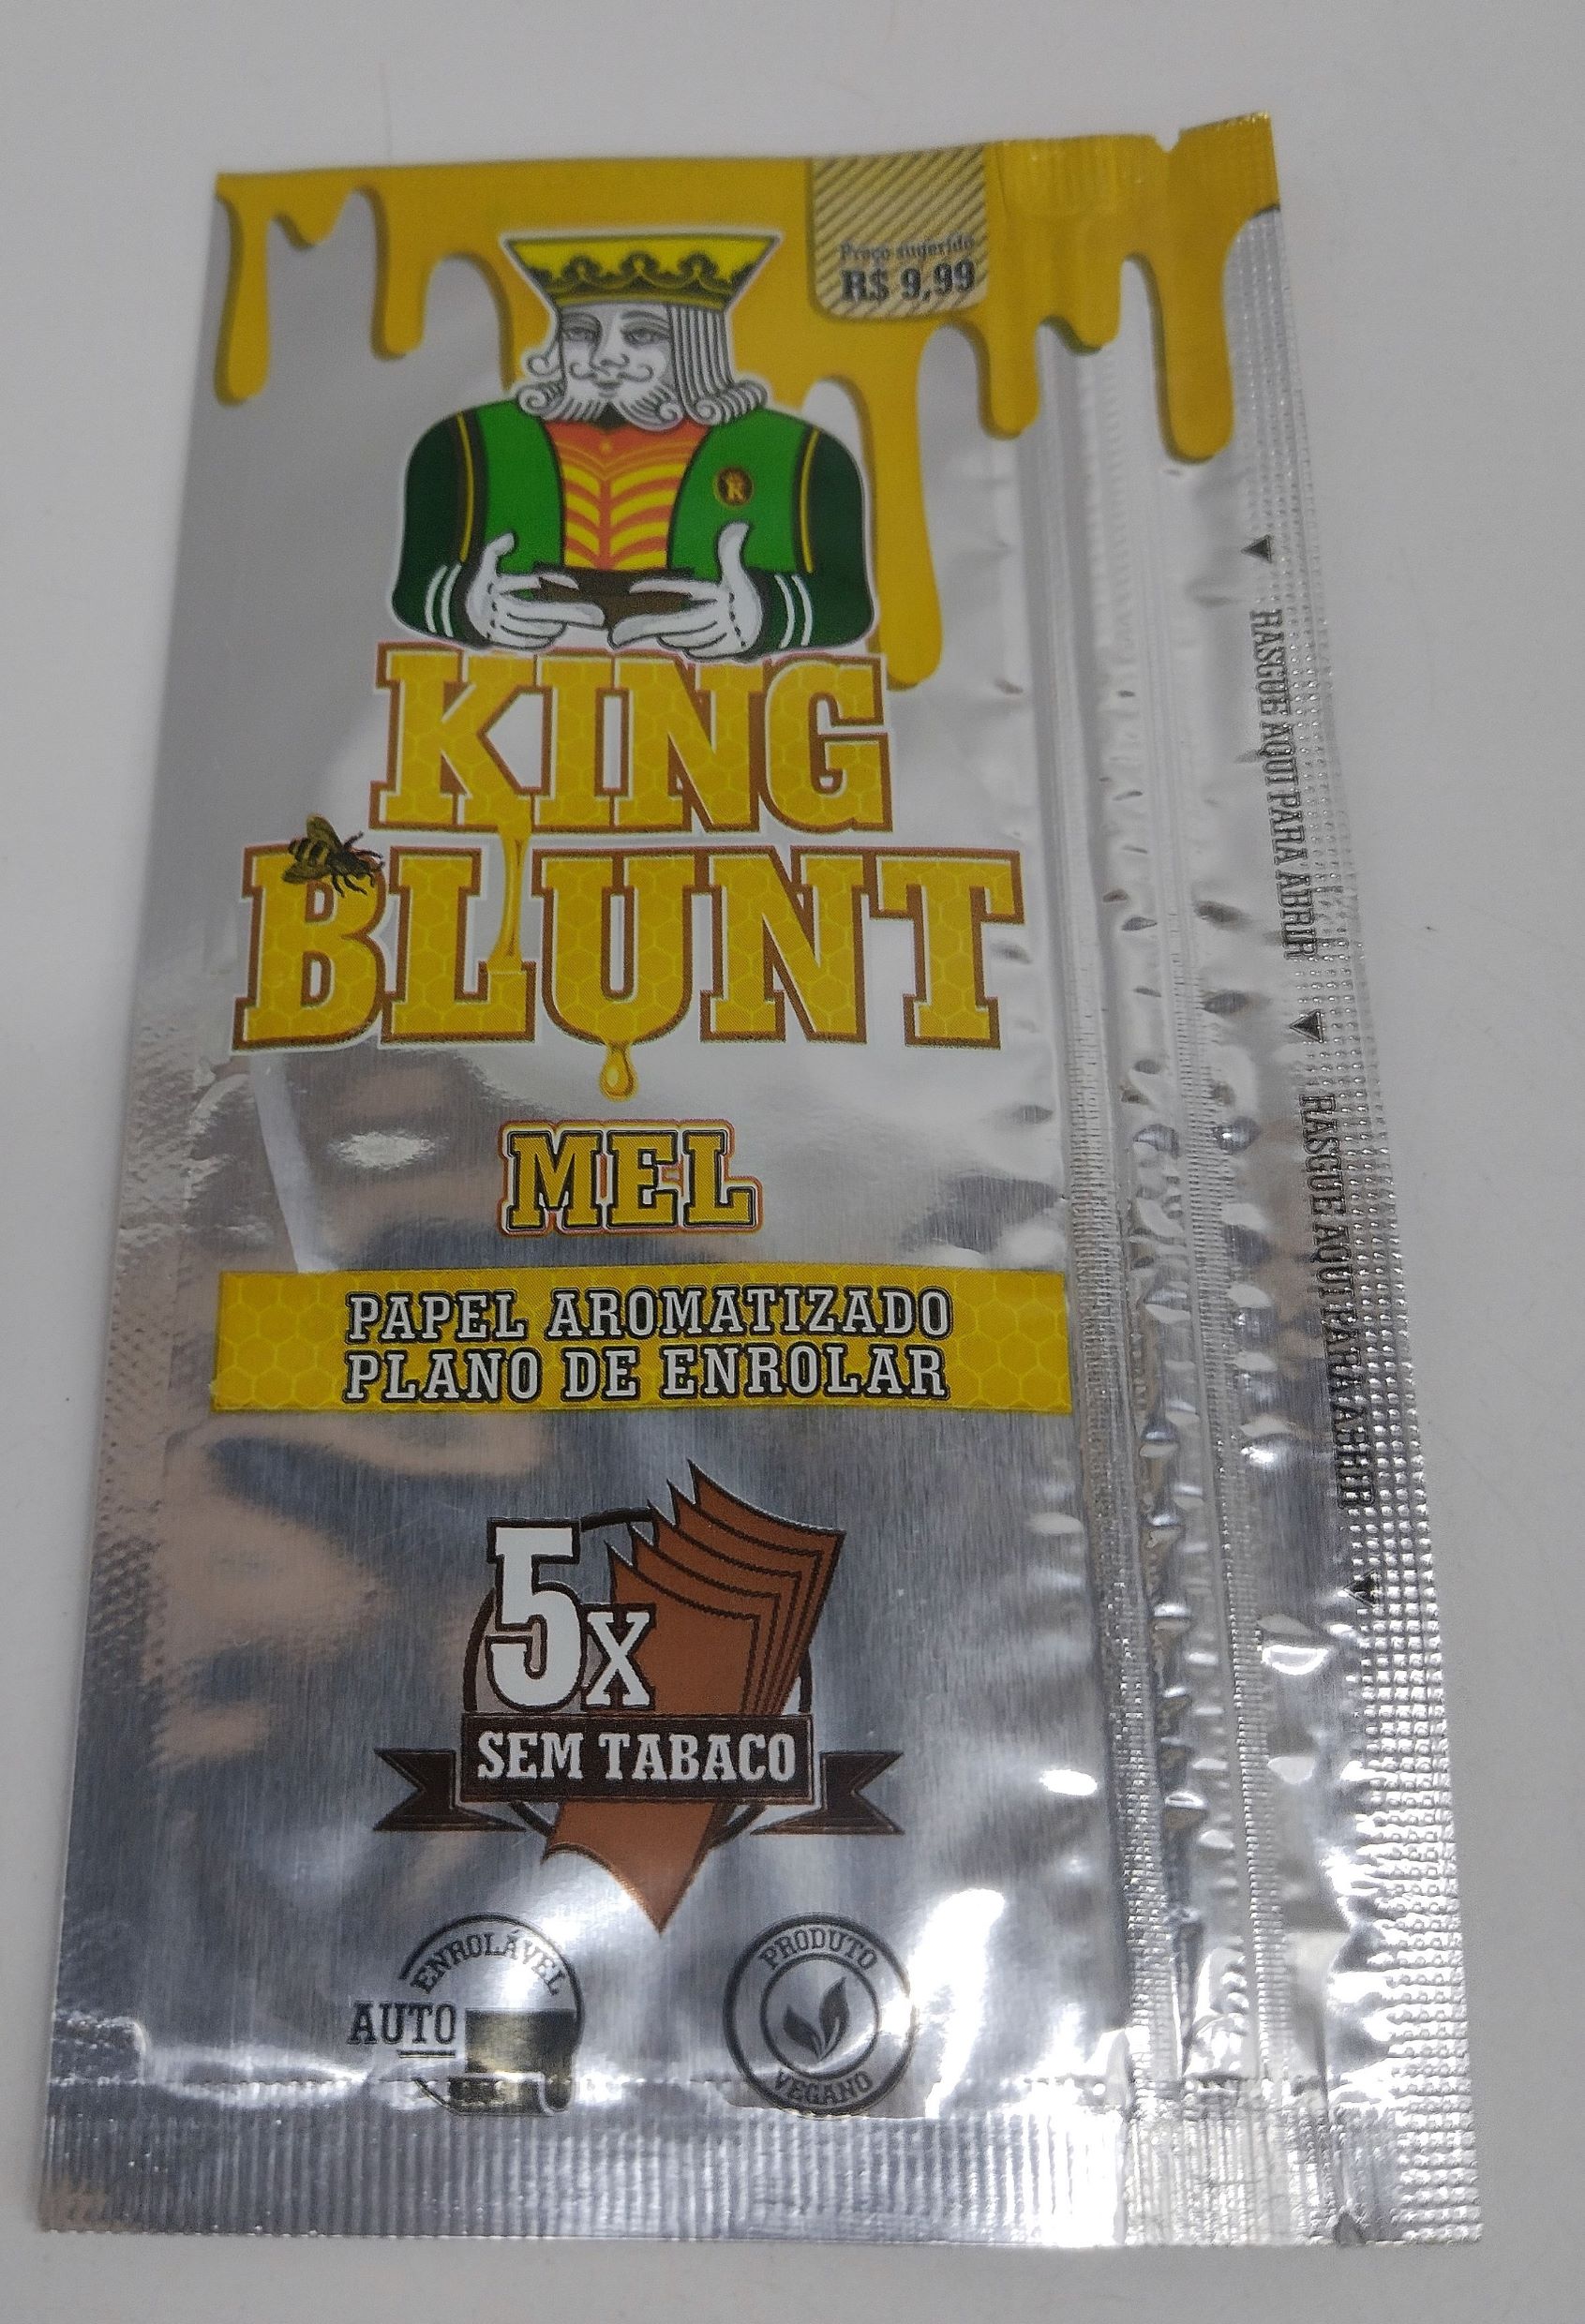 Preço sugerido
R$ 9,99
KING
BLUNT
MEL
PAPEL AROMATIZADO
PLANO DE ENROLAR
5X
SEM TABACO
ENROLÁVEL
AUTO
PRODUTO
VEGANO
RASGUE AQUI PARA ABRIR
RASGUE AQUI PARA ABRIR
K